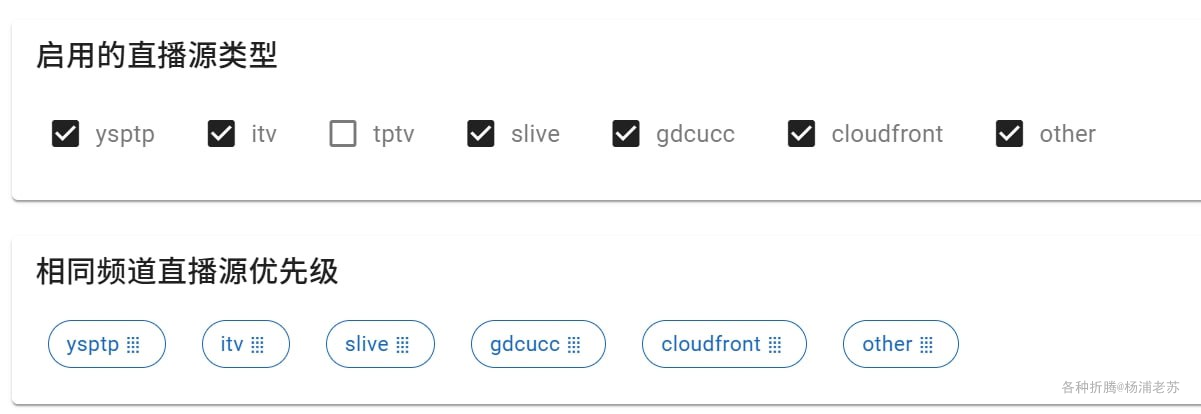 启用的直播源类型
ysptp itv tptv slive gdcucc cloudfront other
相同频道直播源优先级
ysptp itv slive gdcucc cloudfront other
各种折腾@杨浦老苏